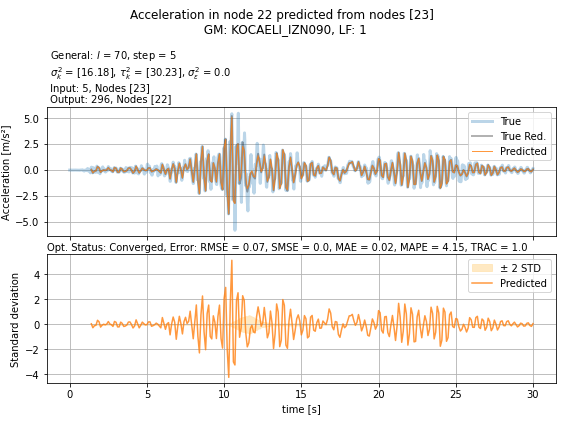 Acceleration in node 22 predicted from nodes [23]
GM: KOCAELI_IZN090, LF: 1
General: l = 70, step = 5
σ²ₖ = [16.18], τ²ₖ = [30.23], σ²ε = 0.0
Input: 5, Nodes [23]
Output: 296, Nodes [22]
Acceleration [m/s²]
5.0
2.5
0.0
−2.5
−5.0
True
True Red.
Predicted
Opt. Status: Converged, Error: RMSE = 0.07, SMSE = 0.0, MAE = 0.02, MAPE = 4.15, TRAC = 1.0
Standard deviation
4
2
0
−2
−4
± 2 STD
Predicted
0 5 10 15 20 25 30
time [s]